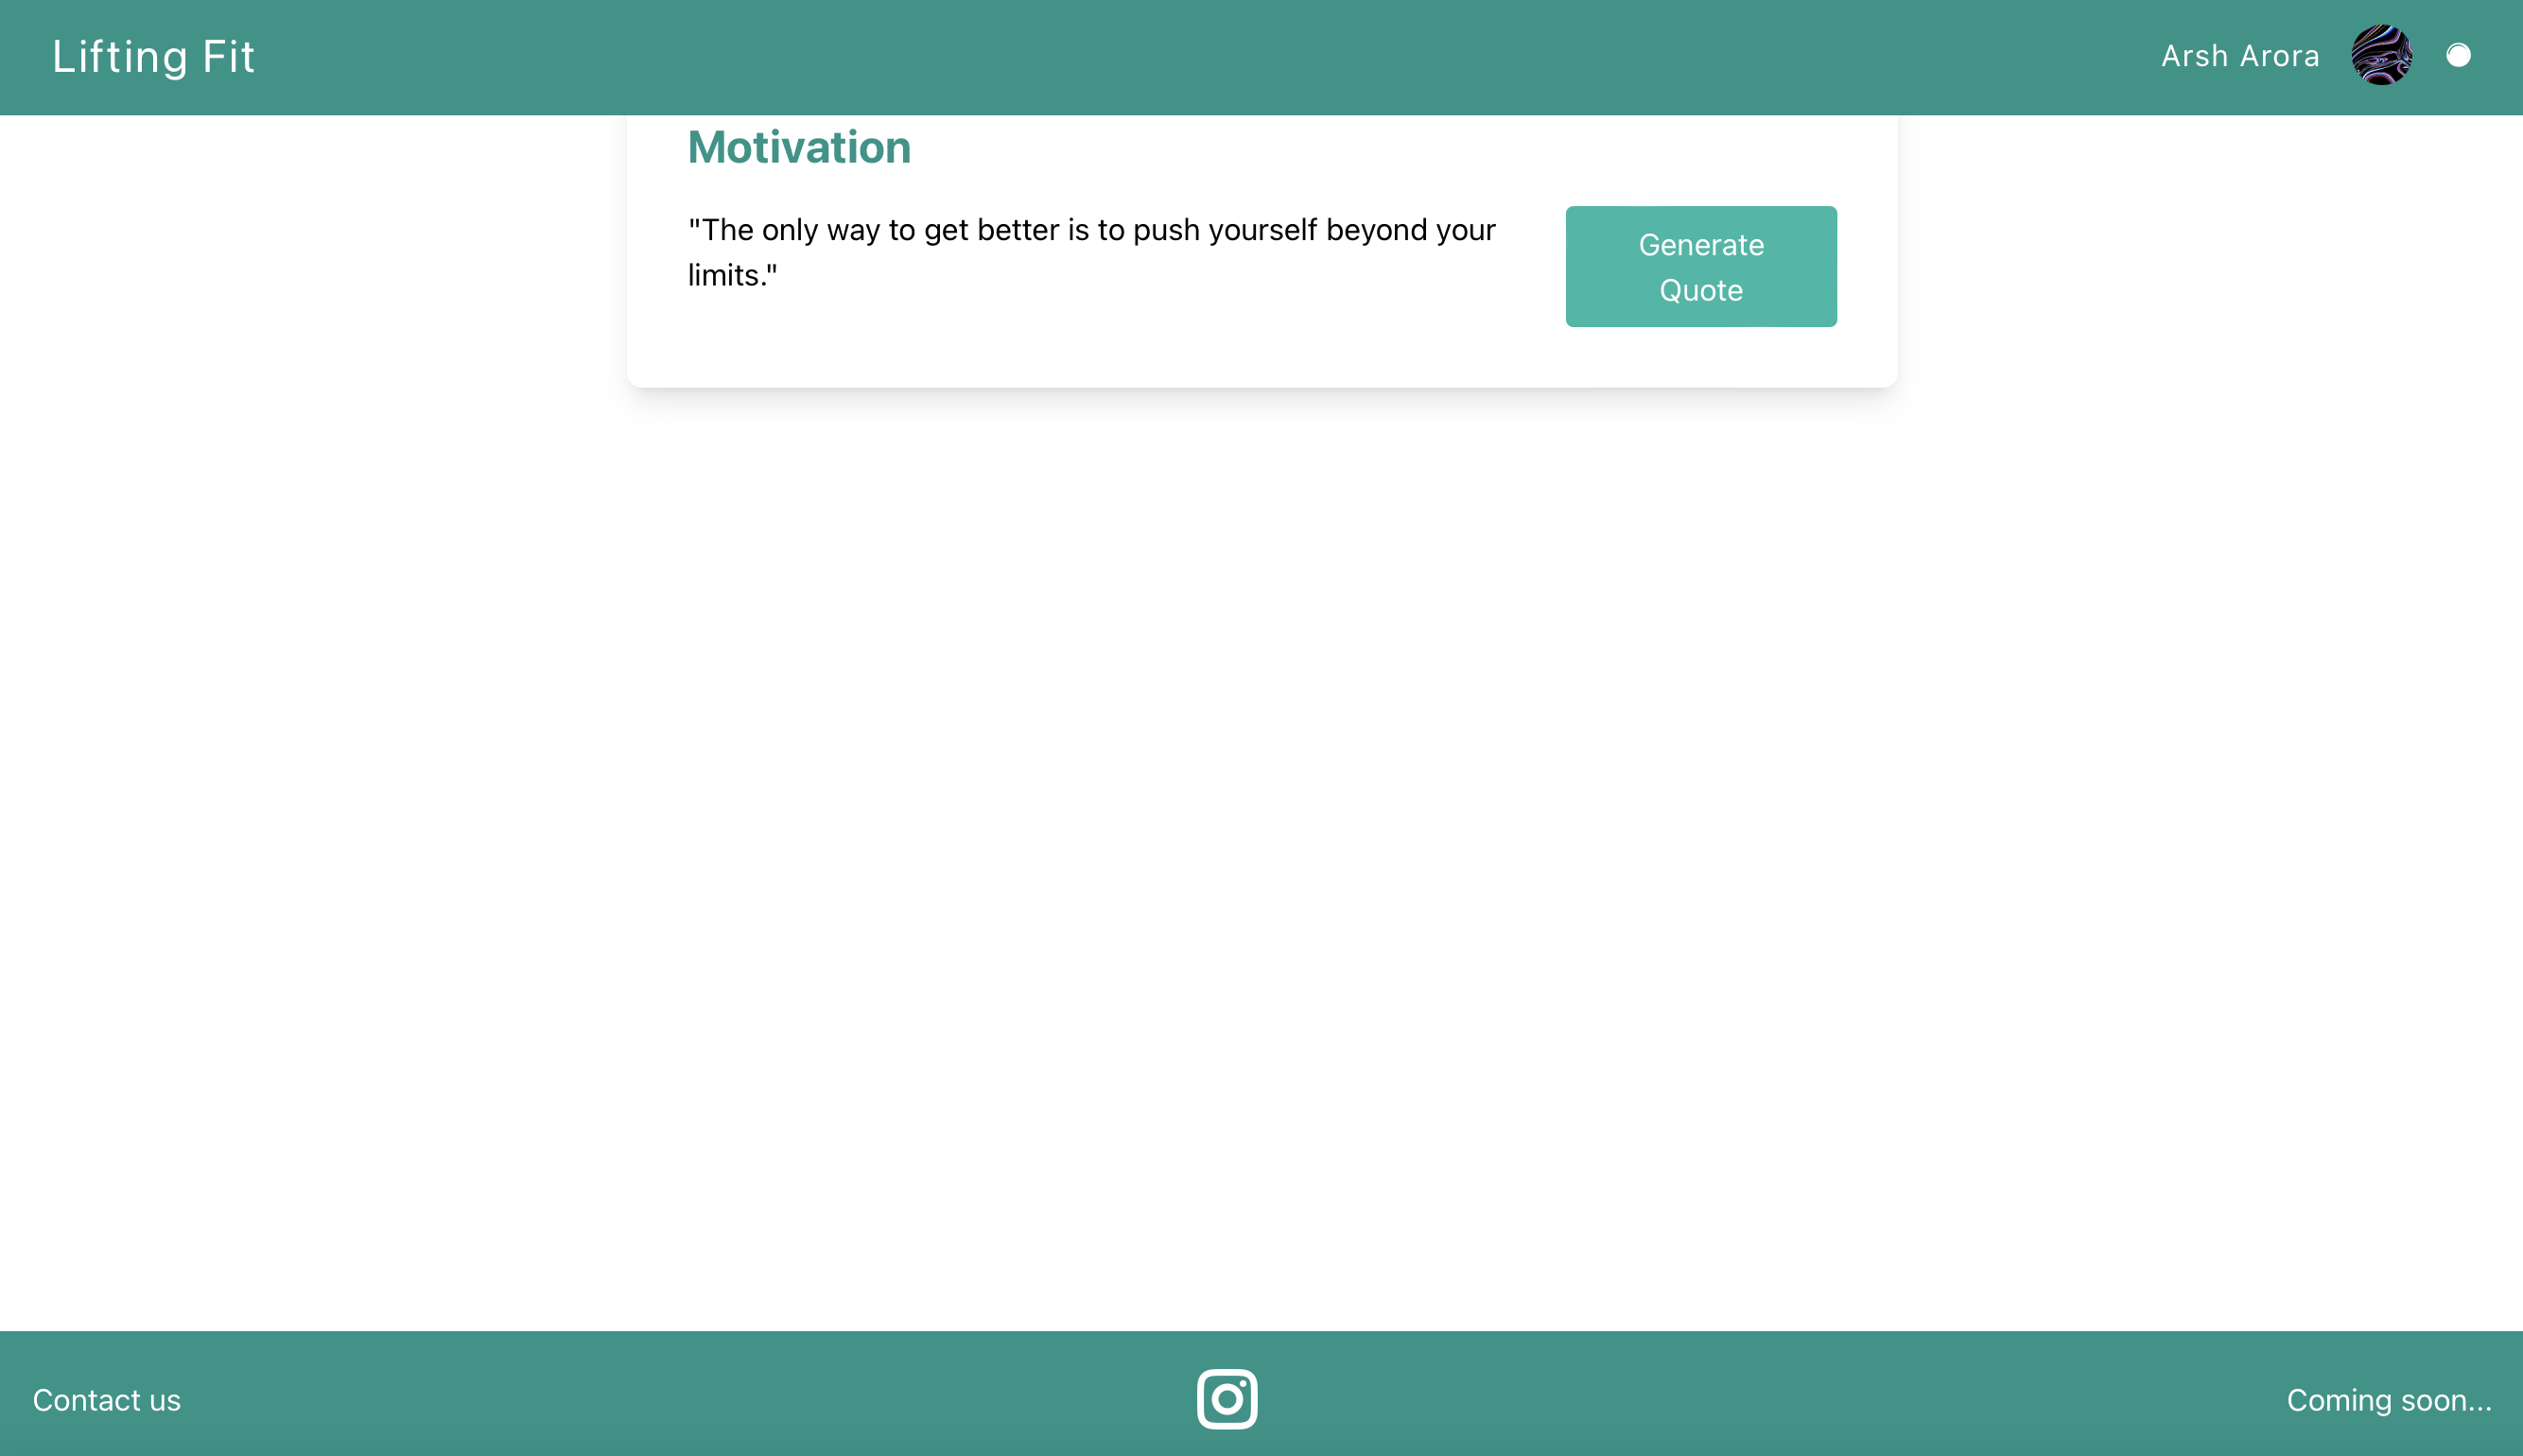 Lifting Fit
Arsh Arora
Motivation
"The only way to get better is to push yourself beyond your
limits."
Generate
Quote
Contact us
Coming soon...